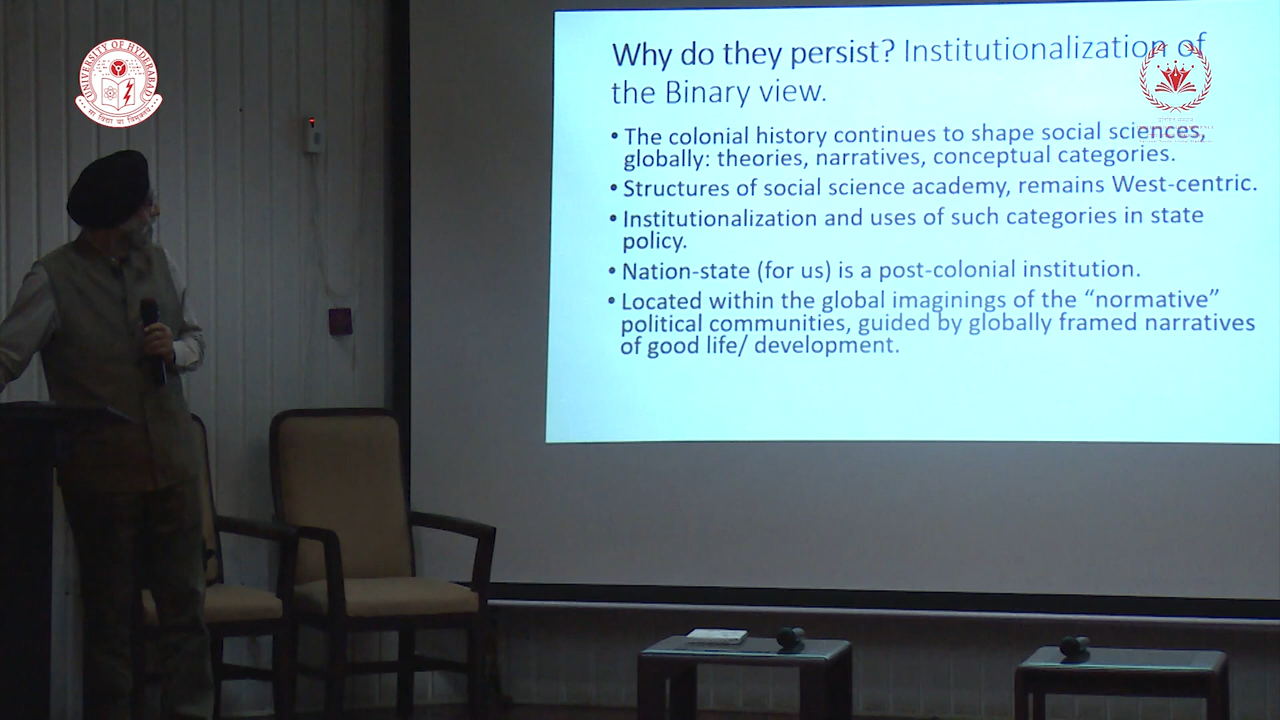 UNIVERSITY OF HYDERABAD
Why do they persist? Institutionalization of
the Binary view.
• The colonial history continues to shape social sciences,
globally: theories, narratives, conceptual categories.
• Structures of social science academy, remains West-centric.
• Institutionalization and uses of such categories in state
policy.
• Nation-state (for us) is a post-colonial institution.
• Located within the global imaginings of the “normative”
political communities, guided by globally framed narratives
of good life/ development.